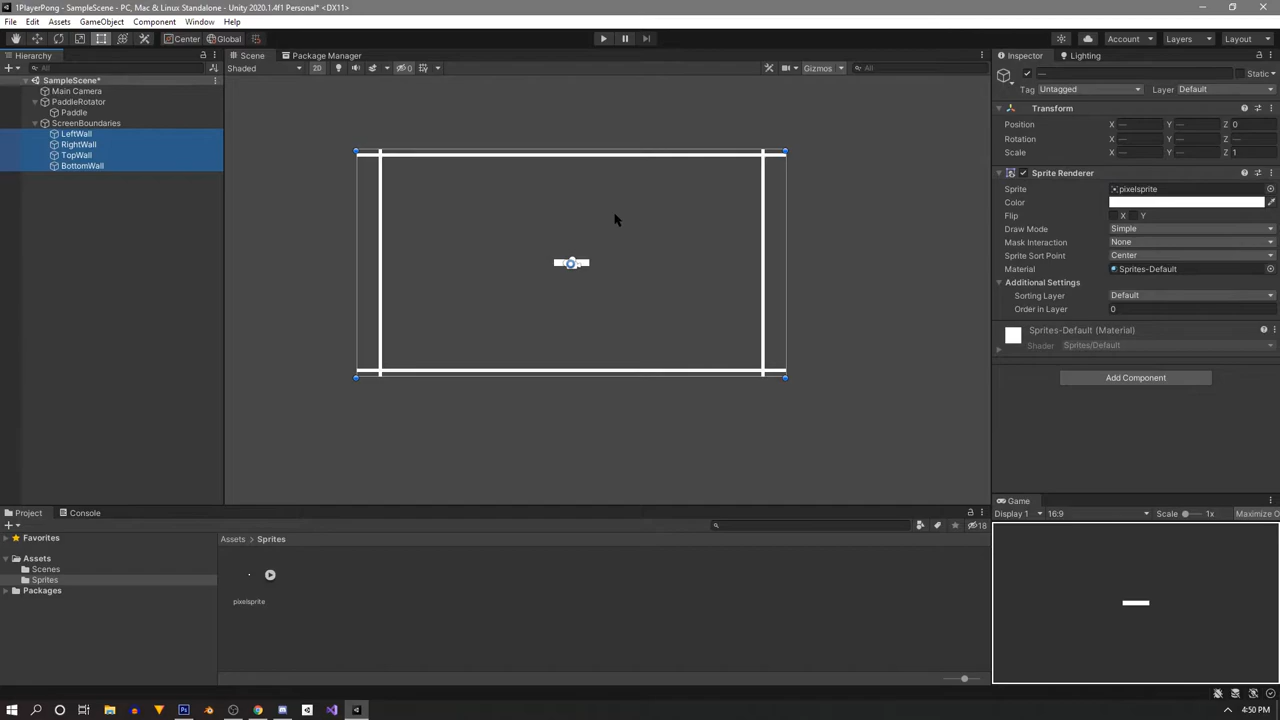 1PlayerPong - SampleScene - PC, Mac & Linux Standalone - Unity 2020.1.4f1 Personal* <DX11>
File Edit Assets GameObject Component Window Help
Center Global Account Layers Layout
Hierarchy Scene Package Manager Inspector Lighting
All Shaded 2D 0 Gizmos All
SampleScene*
Main Camera
PaddleRotator
Paddle
ScreenBoundaries
LeftWall
RightWall
TopWall
BottomWall
— Static
Tag Untagged Layer Default
Transform
Position X — Y — Z 0
Rotation X — Y — Z —
Scale X — Y — Z 1
Sprite Renderer
Sprite pixelsprite
Color
Flip X Y
Draw Mode Simple
Mask Interaction None
Sprite Sort Point Center
Material Sprites-Default
Additional Settings
Sorting Layer Default
Order in Layer 0
Sprites-Default (Material)
Shader Sprites/Default
Add Component
Game
Display 1 16:9 Scale 1x Maximize O
Project Console
18
Favorites
Assets
Scenes
Sprites
Packages
Assets > Sprites
pixelsprite
4:50 PM